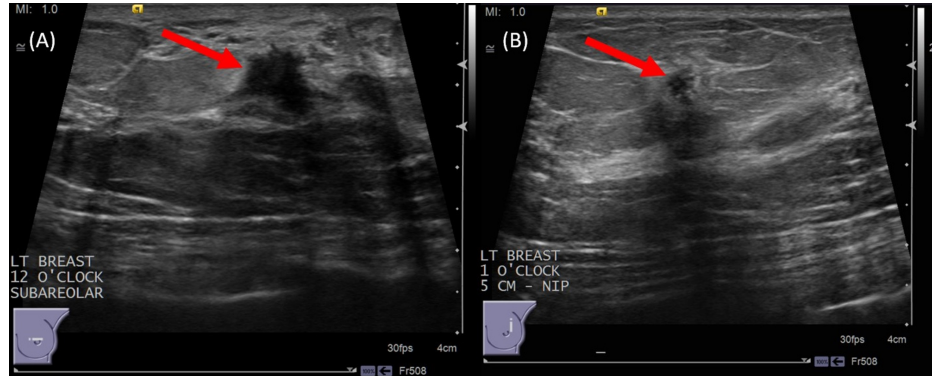 MI: 1.0
(A)
LT BREAST
12 O'CLOCK
SUBAREOLAR
30fps 4cm
Fr508
MI: 1.0
(B)
2
LT BREAST
1 O'CLOCK
5 CM - NIP
30fps 4cm
Fr508